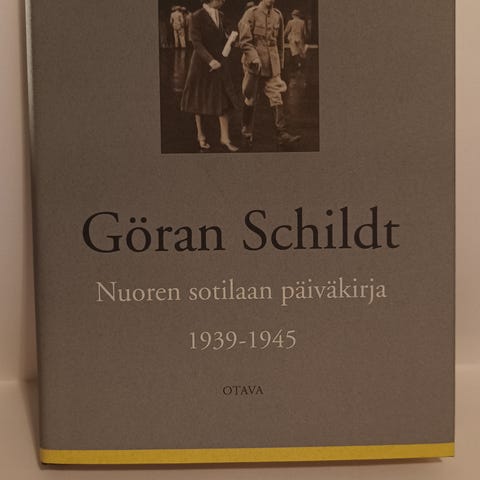 Göran Schildt
Nuoren sotilaan päiväkirja
1939-1945
OTAVA